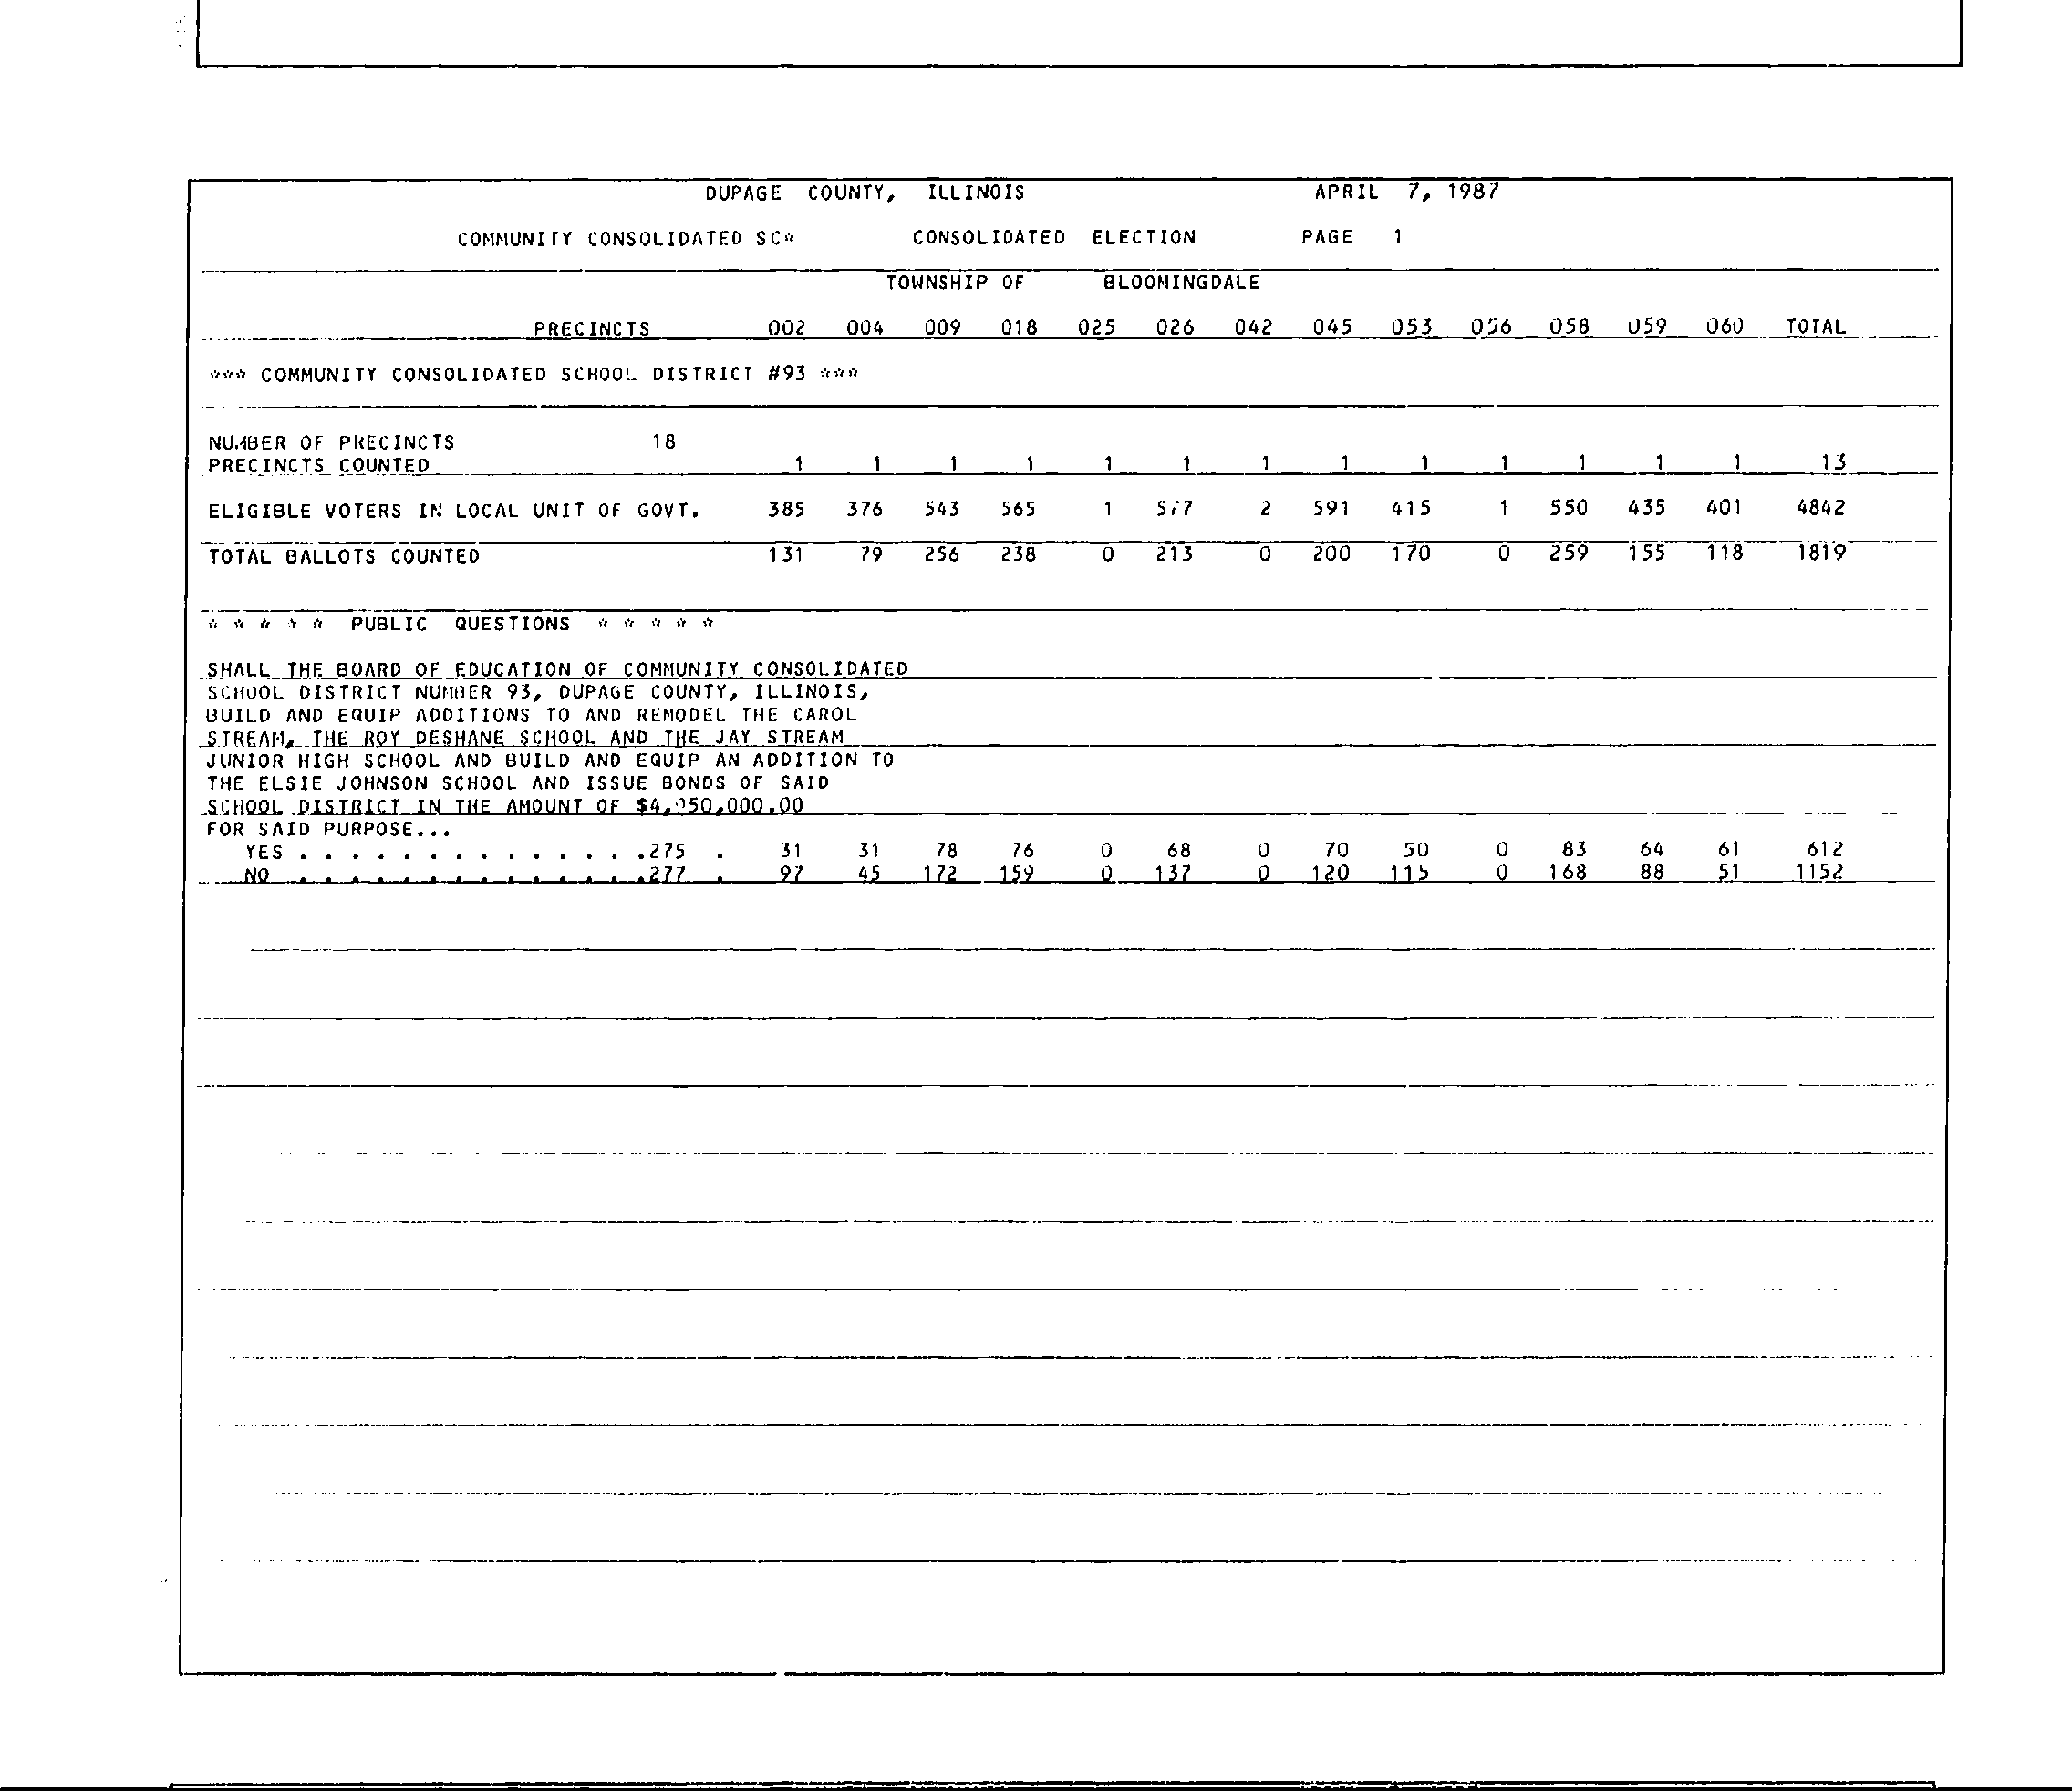 DUPAGE COUNTY, ILLINOIS APRIL 7, 1987
COMMUNITY CONSOLIDATED SC* CONSOLIDATED ELECTION PAGE 1
TOWNSHIP OF BLOOMINGDALE
PRECINCTS 002 004 009 018 025 026 042 045 053 056 058 059 060 TOTAL
*** COMMUNITY CONSOLIDATED SCHOOL DISTRICT #93 ***
NUMBER OF PRECINCTS 18
PRECINCTS COUNTED 1 1 1 1 1 1 1 1 1 1 1 1 1 13
ELIGIBLE VOTERS IN LOCAL UNIT OF GOVT. 385 376 543 565 1 577 2 591 415 1 550 435 401 4842
TOTAL BALLOTS COUNTED 131 79 256 238 0 213 0 200 170 0 259 155 118 1819
* * * * * PUBLIC QUESTIONS * * * * *
SHALL THE BOARD OF EDUCATION OF COMMUNITY CONSOLIDATED
SCHOOL DISTRICT NUMBER 93, DUPAGE COUNTY, ILLINOIS,
BUILD AND EQUIP ADDITIONS TO AND REMODEL THE CAROL
STREAM, THE ROY DESHANE SCHOOL AND THE JAY STREAM
JUNIOR HIGH SCHOOL AND BUILD AND EQUIP AN ADDITION TO
THE ELSIE JOHNSON SCHOOL AND ISSUE BONDS OF SAID
SCHOOL DISTRICT IN THE AMOUNT OF
FOR SAID PURPOSE...
YES . . . . . . . . . . . . . .275 . 31 31 78 76 0 68 0 70 50 0 83 64 61 612
NO . . . . . . . . . . . . . .277 . 97 45 172 159 0 137 0 120 115 0 168 88 51 1152